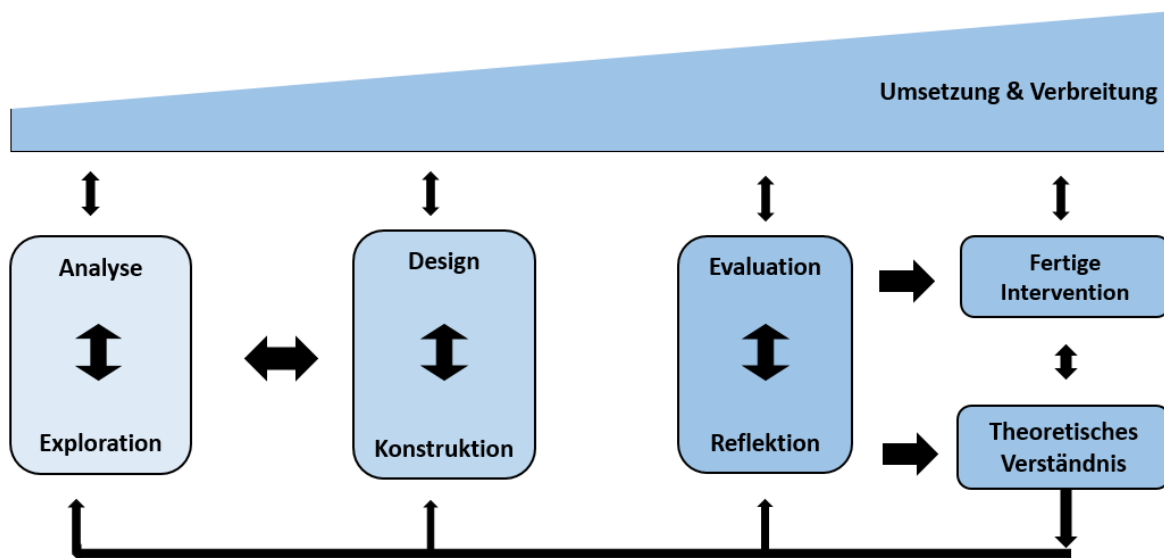 Umsetzung & Verbreitung
Analyse
Exploration
Design
Konstruktion
Evaluation
Reflektion
Fertige
Intervention
Theoretisches
Verständnis